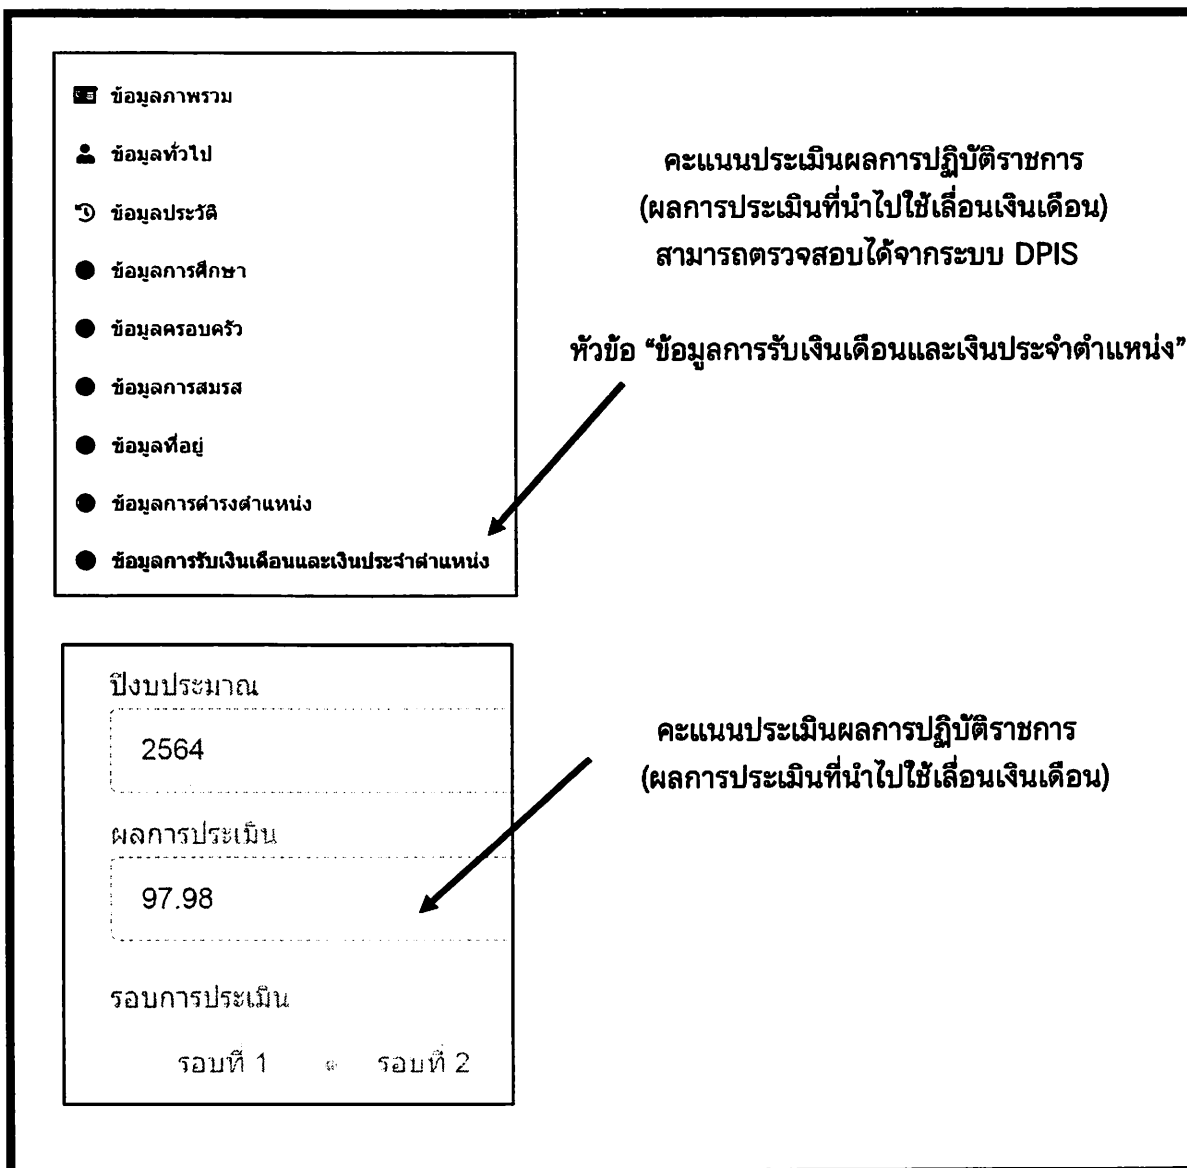 ข้อมูลภาพรวม
ข้อมูลทั่วไป
ข้อมูลประวัติ
ข้อมูลการศึกษา
ข้อมูลครอบครัว
ข้อมูลการสมรส
ข้อมูลที่อยู่
ข้อมูลการดำรงตำแหน่ง
ข้อมูลการรับเงินเดือนและเงินประจำตำแหน่ง
คะแนนประเมินผลการปฏิบัติราชการ
(ผลการประเมินที่นำไปใช้เลื่อนเงินเดือน)
สามารถตรวจสอบได้จากระบบ DPIS
หัวข้อ “ข้อมูลการรับเงินเดือนและเงินประจำตำแหน่ง”
ปีงบประมาณ
2564
ผลการประเมิน
97.98
รอบการประเมิน
รอบที่ 1 รอบที่ 2
คะแนนประเมินผลการปฏิบัติราชการ
(ผลการประเมินที่นำไปใช้เลื่อนเงินเดือน)